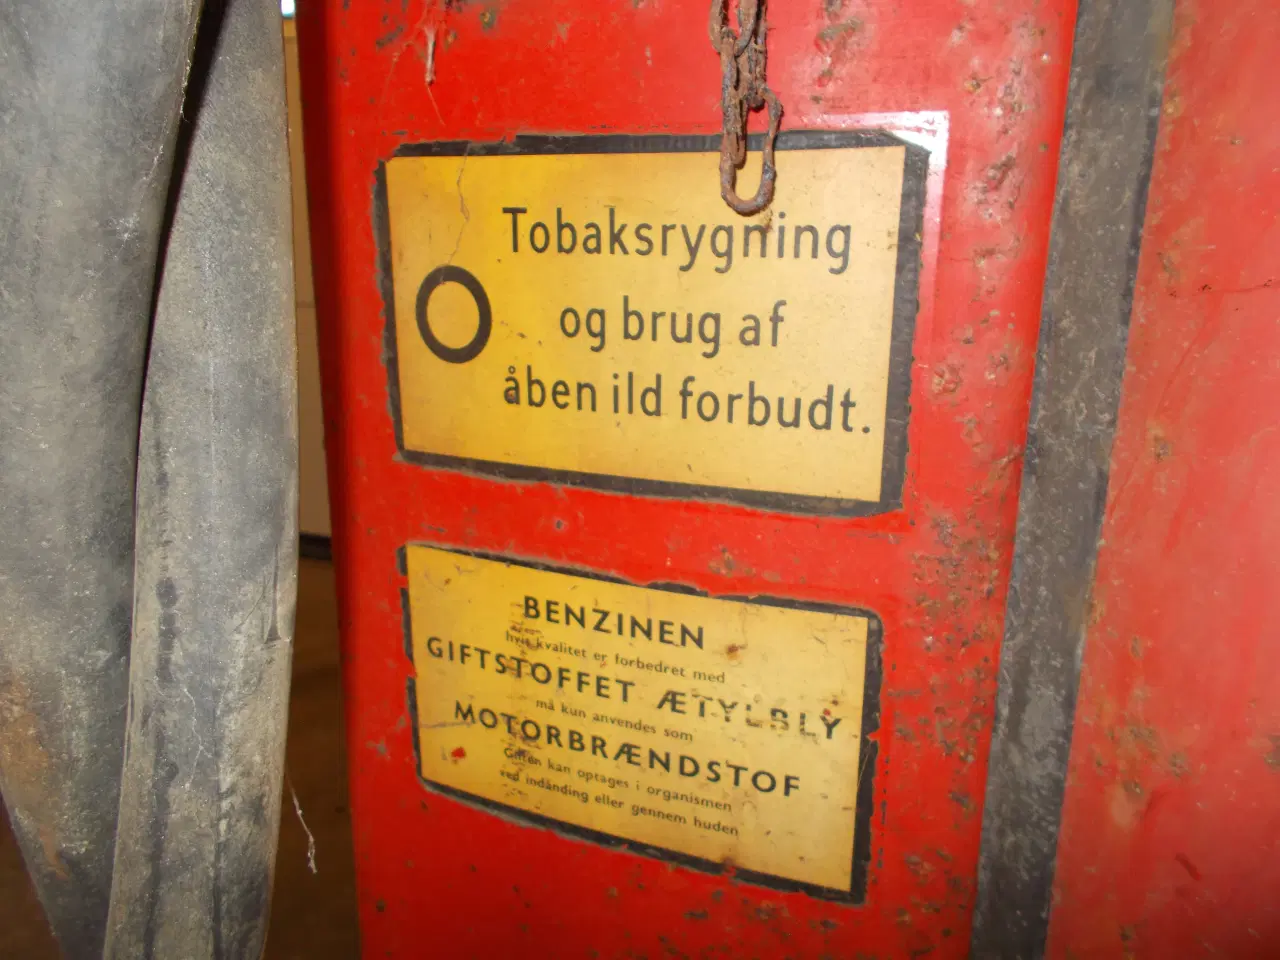 Tobaksrygning
og brug af
åben ild forbudt.
BENZINEN
hvis kvalitet er forbedret med
GIFTSTOFFET ÆTYLBLY
må kun anvendes som
MOTORBRÆNDSTOF
Giften kan optages i organismen
ved indånding eller gennem huden